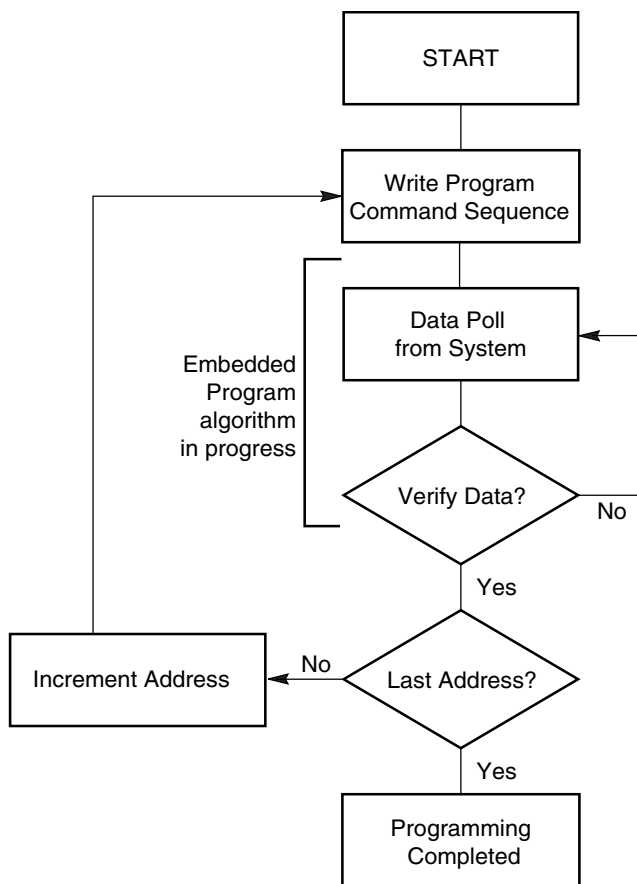 START
Write Program
Command Sequence
Data Poll
from System
Embedded
Program
algorithm
in progress
Verify Data?
No
Yes
No
Increment Address
Last Address?
Yes
Programming
Completed